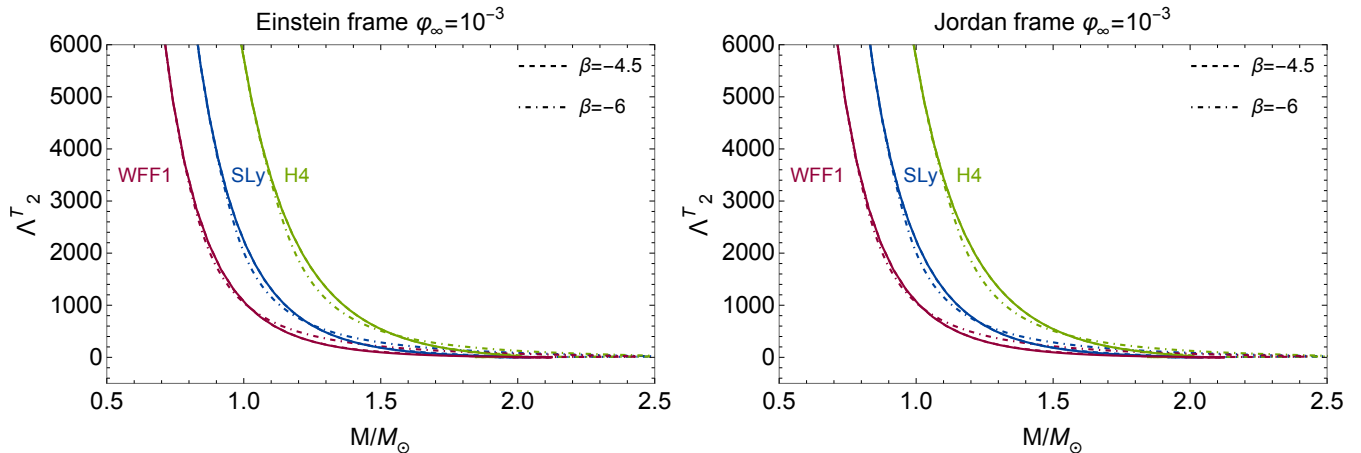 Einstein frame φ∞=10⁻³
6000
5000
4000
3000
2000
1000
0
Λᵀ₂
β=-4.5
β=-6
WFF1
SLy
H4
0.5
1.0
1.5
2.0
2.5
M/M⊙
Jordan frame φ∞=10⁻³
6000
5000
4000
3000
2000
1000
0
Λᵀ₂
β=-4.5
β=-6
WFF1
SLy
H4
0.5
1.0
1.5
2.0
2.5
M/M⊙